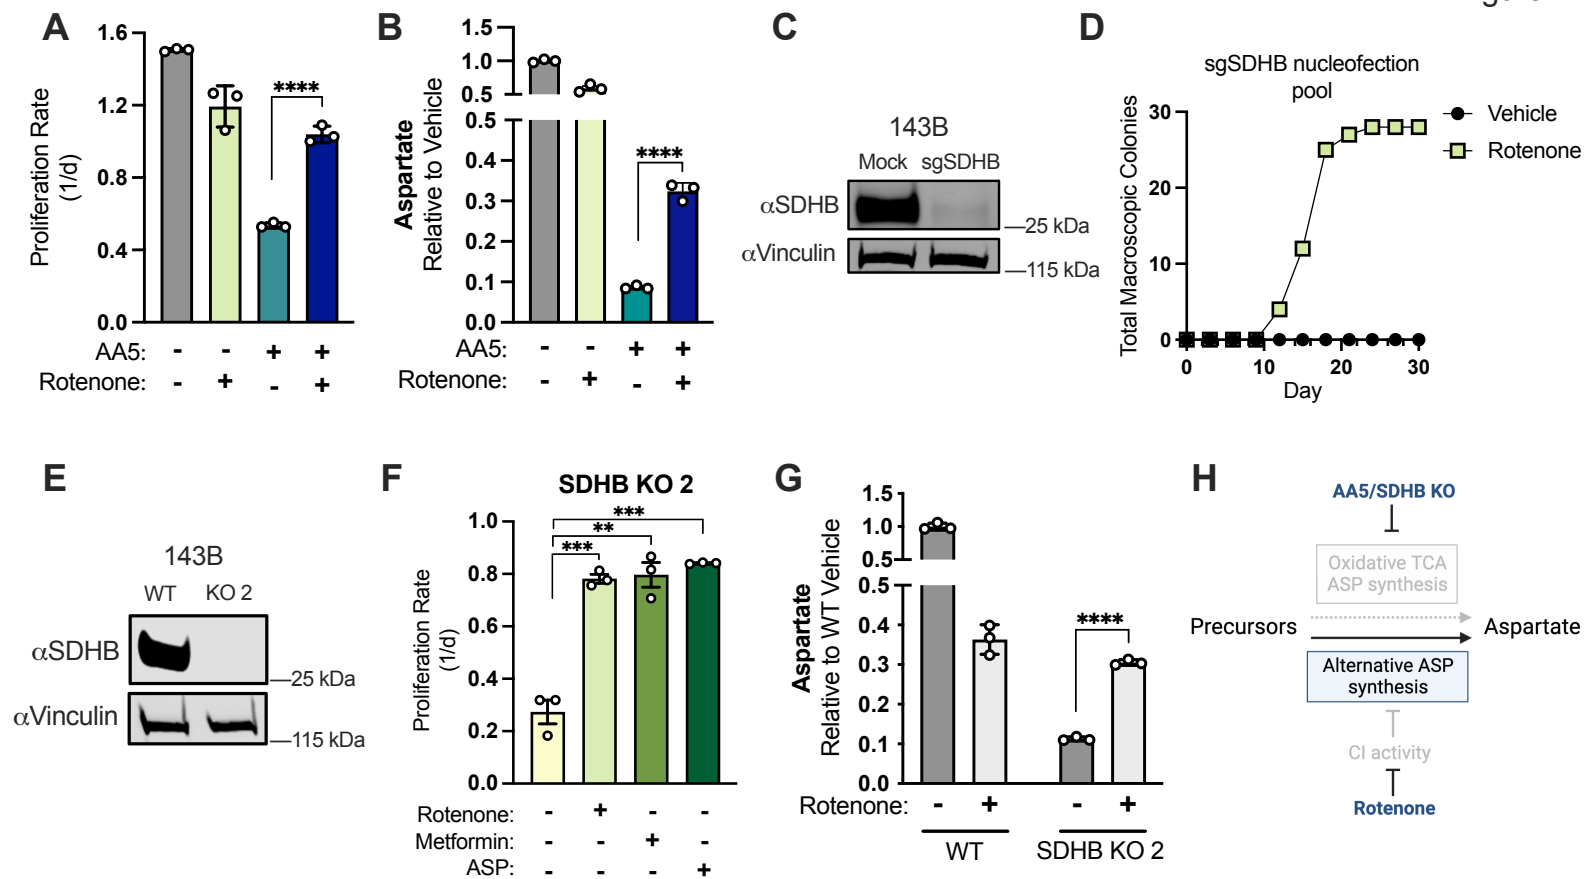 A
1.6
1.2
0.8
0.4
0.0
Proliferation Rate
(1/d)
****
AA5: - - + +
Rotenone: - + - +
B
1.5
1.0
0.5
0.5
0.4
0.3
0.2
0.1
0.0
Aspartate
Relative to Vehicle
****
AA5: - - + +
Rotenone: - + - +
C
143B
Mock sgSDHB
αSDHB
25 kDa
αVinculin
115 kDa
D
sgSDHB nucleofection
pool
30
20
10
0
Total Macroscopic Colonies
0 10 20 30
Day
Vehicle
Rotenone
E
143B
WT KO 2
αSDHB
25 kDa
αVinculin
115 kDa
F
SDHB KO 2
1.0
0.8
0.6
0.4
0.2
0.0
Proliferation Rate
(1/d)
***
**
***
Rotenone: - + - -
Metformin: - - + -
ASP: - - - +
G
1.5
1.0
0.5
0.5
0.4
0.3
0.2
0.1
0.0
Aspartate
Relative to WT Vehicle
****
Rotenone: - + - +
WT SDHB KO 2
H
AA5/SDHB KO
Oxidative TCA
ASP synthesis
Precursors Aspartate
Alternative ASP
synthesis
CI activity
Rotenone